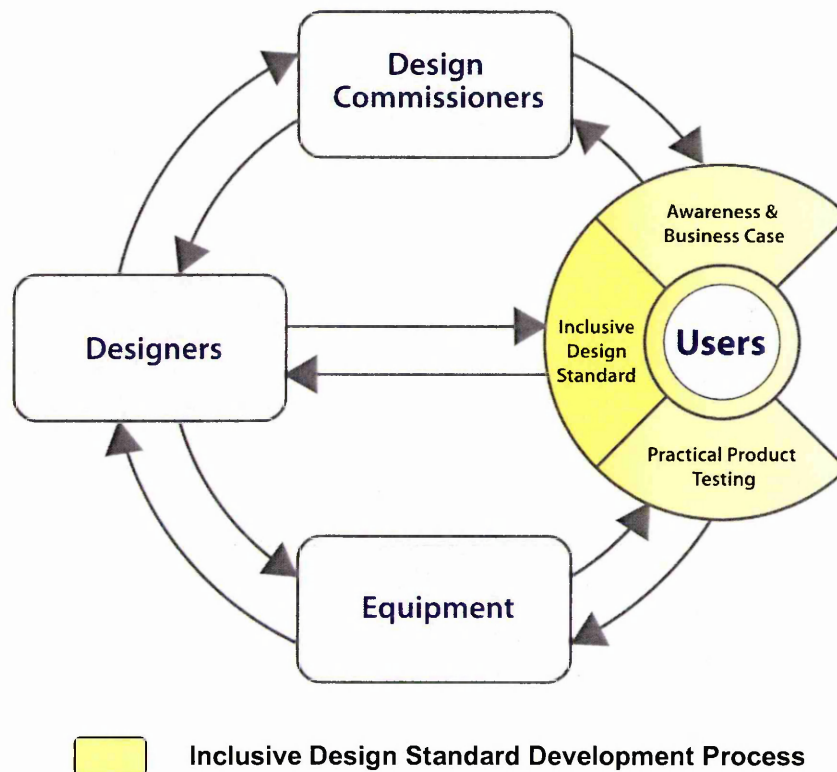 Design
Commissioners
Awareness &
Business Case
Designers
Inclusive
Design
Standard
Users
Practical Product
Testing
Equipment
Inclusive Design Standard Development Process